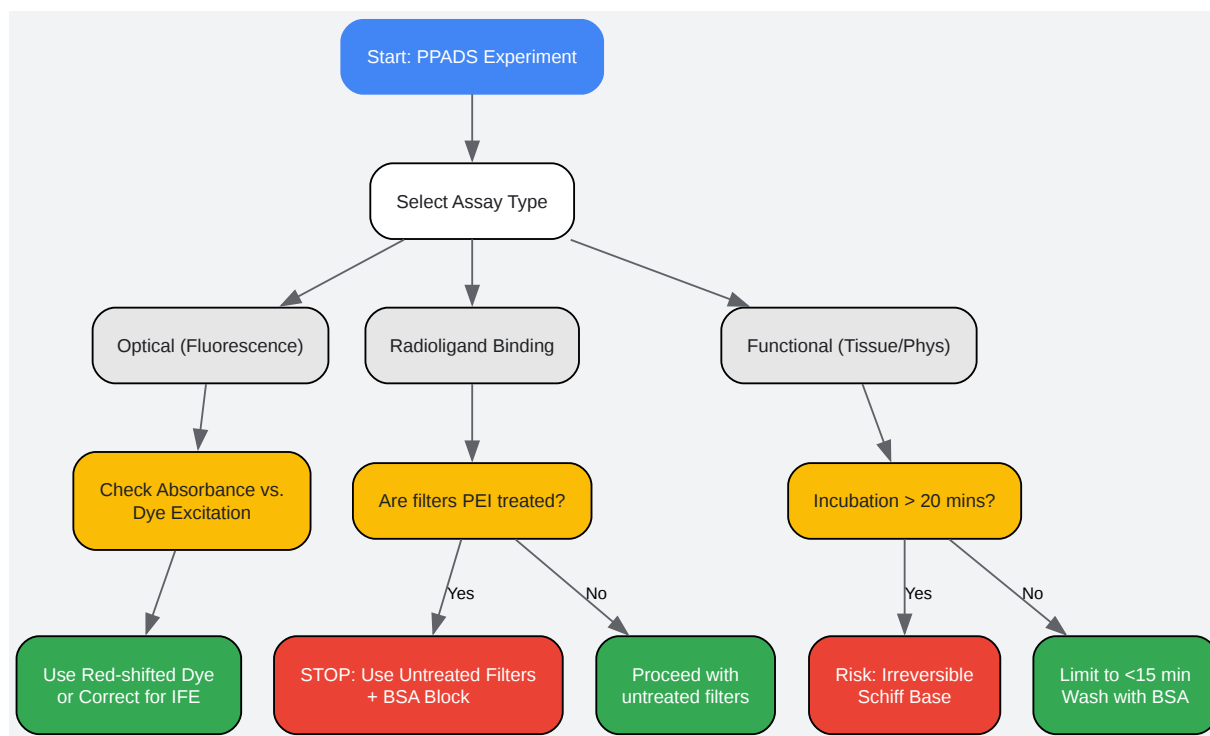 Start: PPADS Experiment
Select Assay Type
Optical (Fluorescence)
Radioligand Binding
Functional (Tissue/Phys)
Check Absorbance vs.
Dye Excitation
Are filters PEI treated?
Incubation > 20 mins?
Yes
No
Yes
No
Use Red-shifted Dye
or Correct for IFE
STOP: Use Untreated Filters
+ BSA Block
Proceed with
untreated filters
Risk: Irreversible
Schiff Base
Limit to <15 min
Wash with BSA